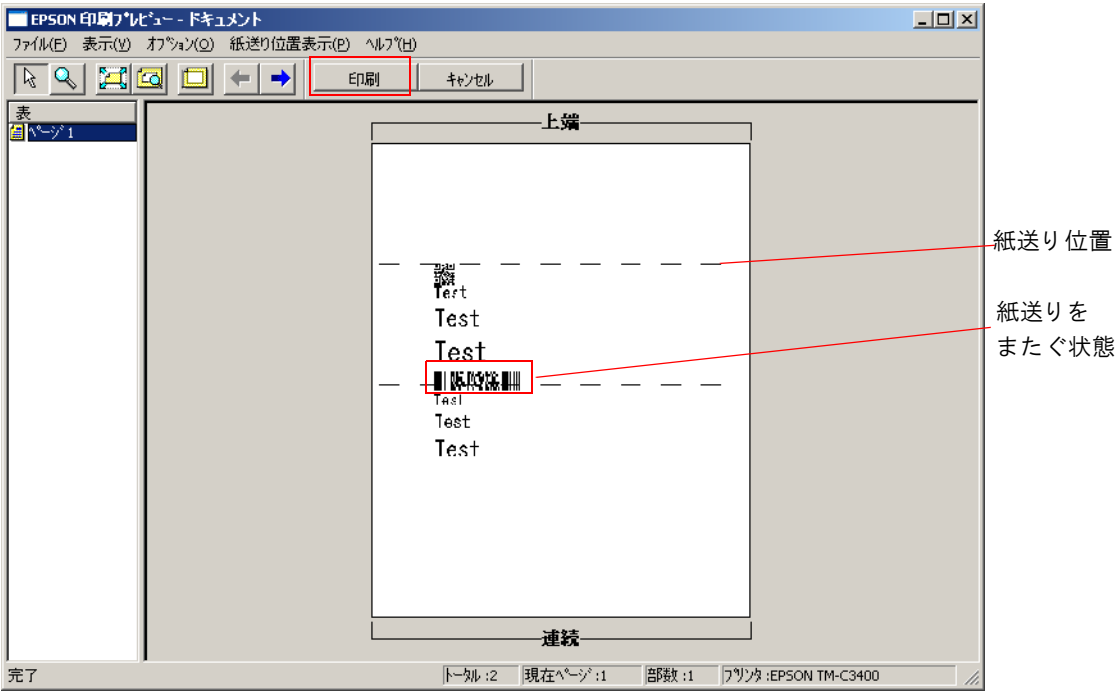 EPSON 印刷ﾌﾟﾚﾋﾞｭｰ - ドキュメント
ﾌｧｲﾙ(F) 表示(V) ｵﾌﾟｼｮﾝ(O) 紙送り位置表示(P) ﾍﾙﾌﾟ(H)
印刷 ｷｬﾝｾﾙ
表
ﾍﾟｰｼﾞ 1
上端
紙送り位置
Test
Test
紙送りを
またぐ状態
Test
Test
Test
Test
連続
完了 ﾄｰﾀﾙ :2 現在ﾍﾟｰｼﾞ :1 部数 :1 ﾌﾟﾘﾝﾀ :EPSON TM-C3400